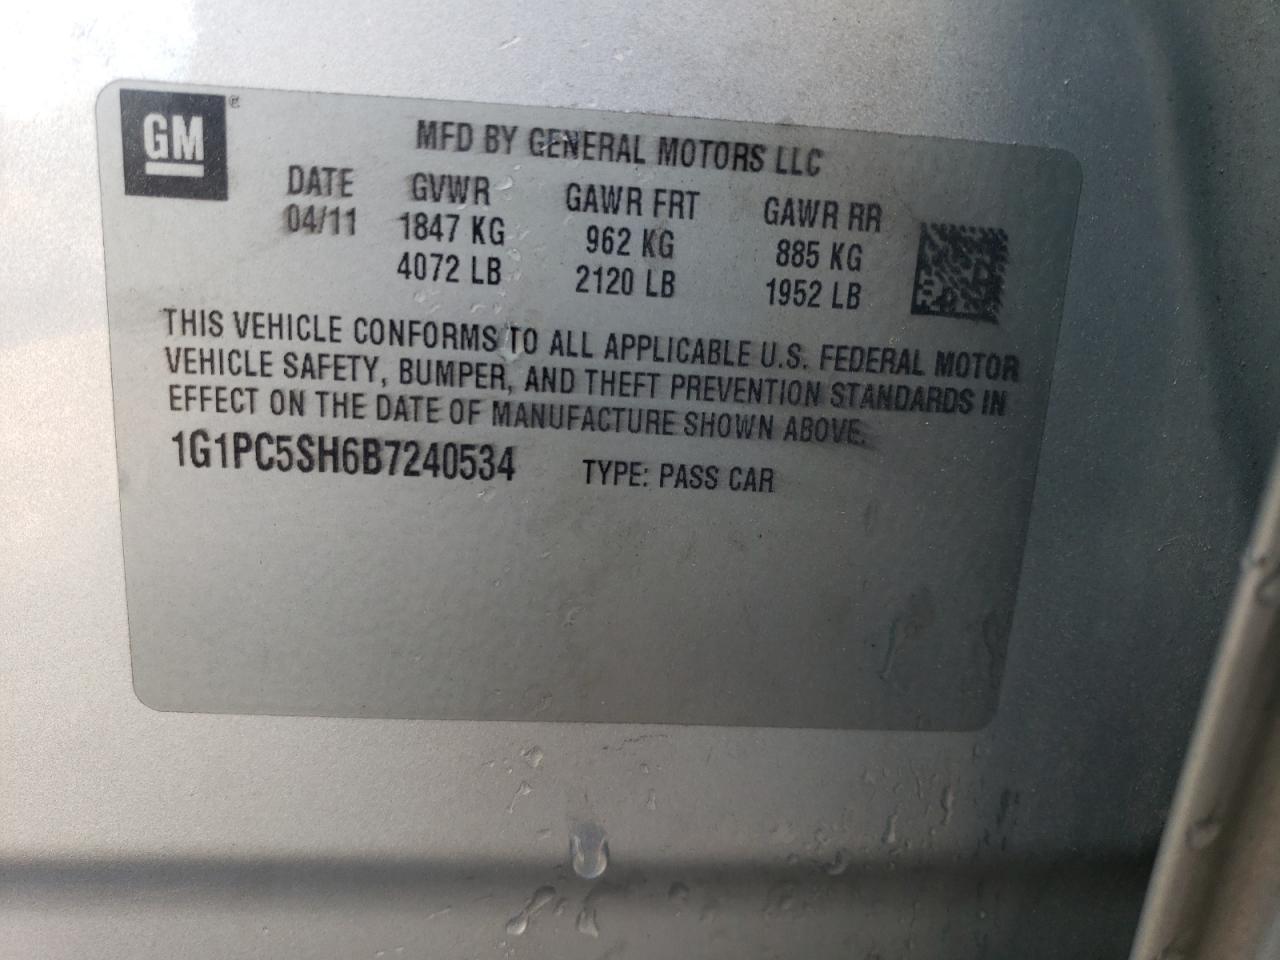 GM ®
MFD BY GENERAL MOTORS LLC
DATE GVWR GAWR FRT GAWR RR
04/11 1847 KG 962 KG 885 KG
4072 LB 2120 LB 1952 LB
THIS VEHICLE CONFORMS TO ALL APPLICABLE U.S. FEDERAL MOTOR
VEHICLE SAFETY, BUMPER, AND THEFT PREVENTION STANDARDS IN
EFFECT ON THE DATE OF MANUFACTURE SHOWN ABOVE.
1G1PC5SH6B7240534 TYPE: PASS CAR